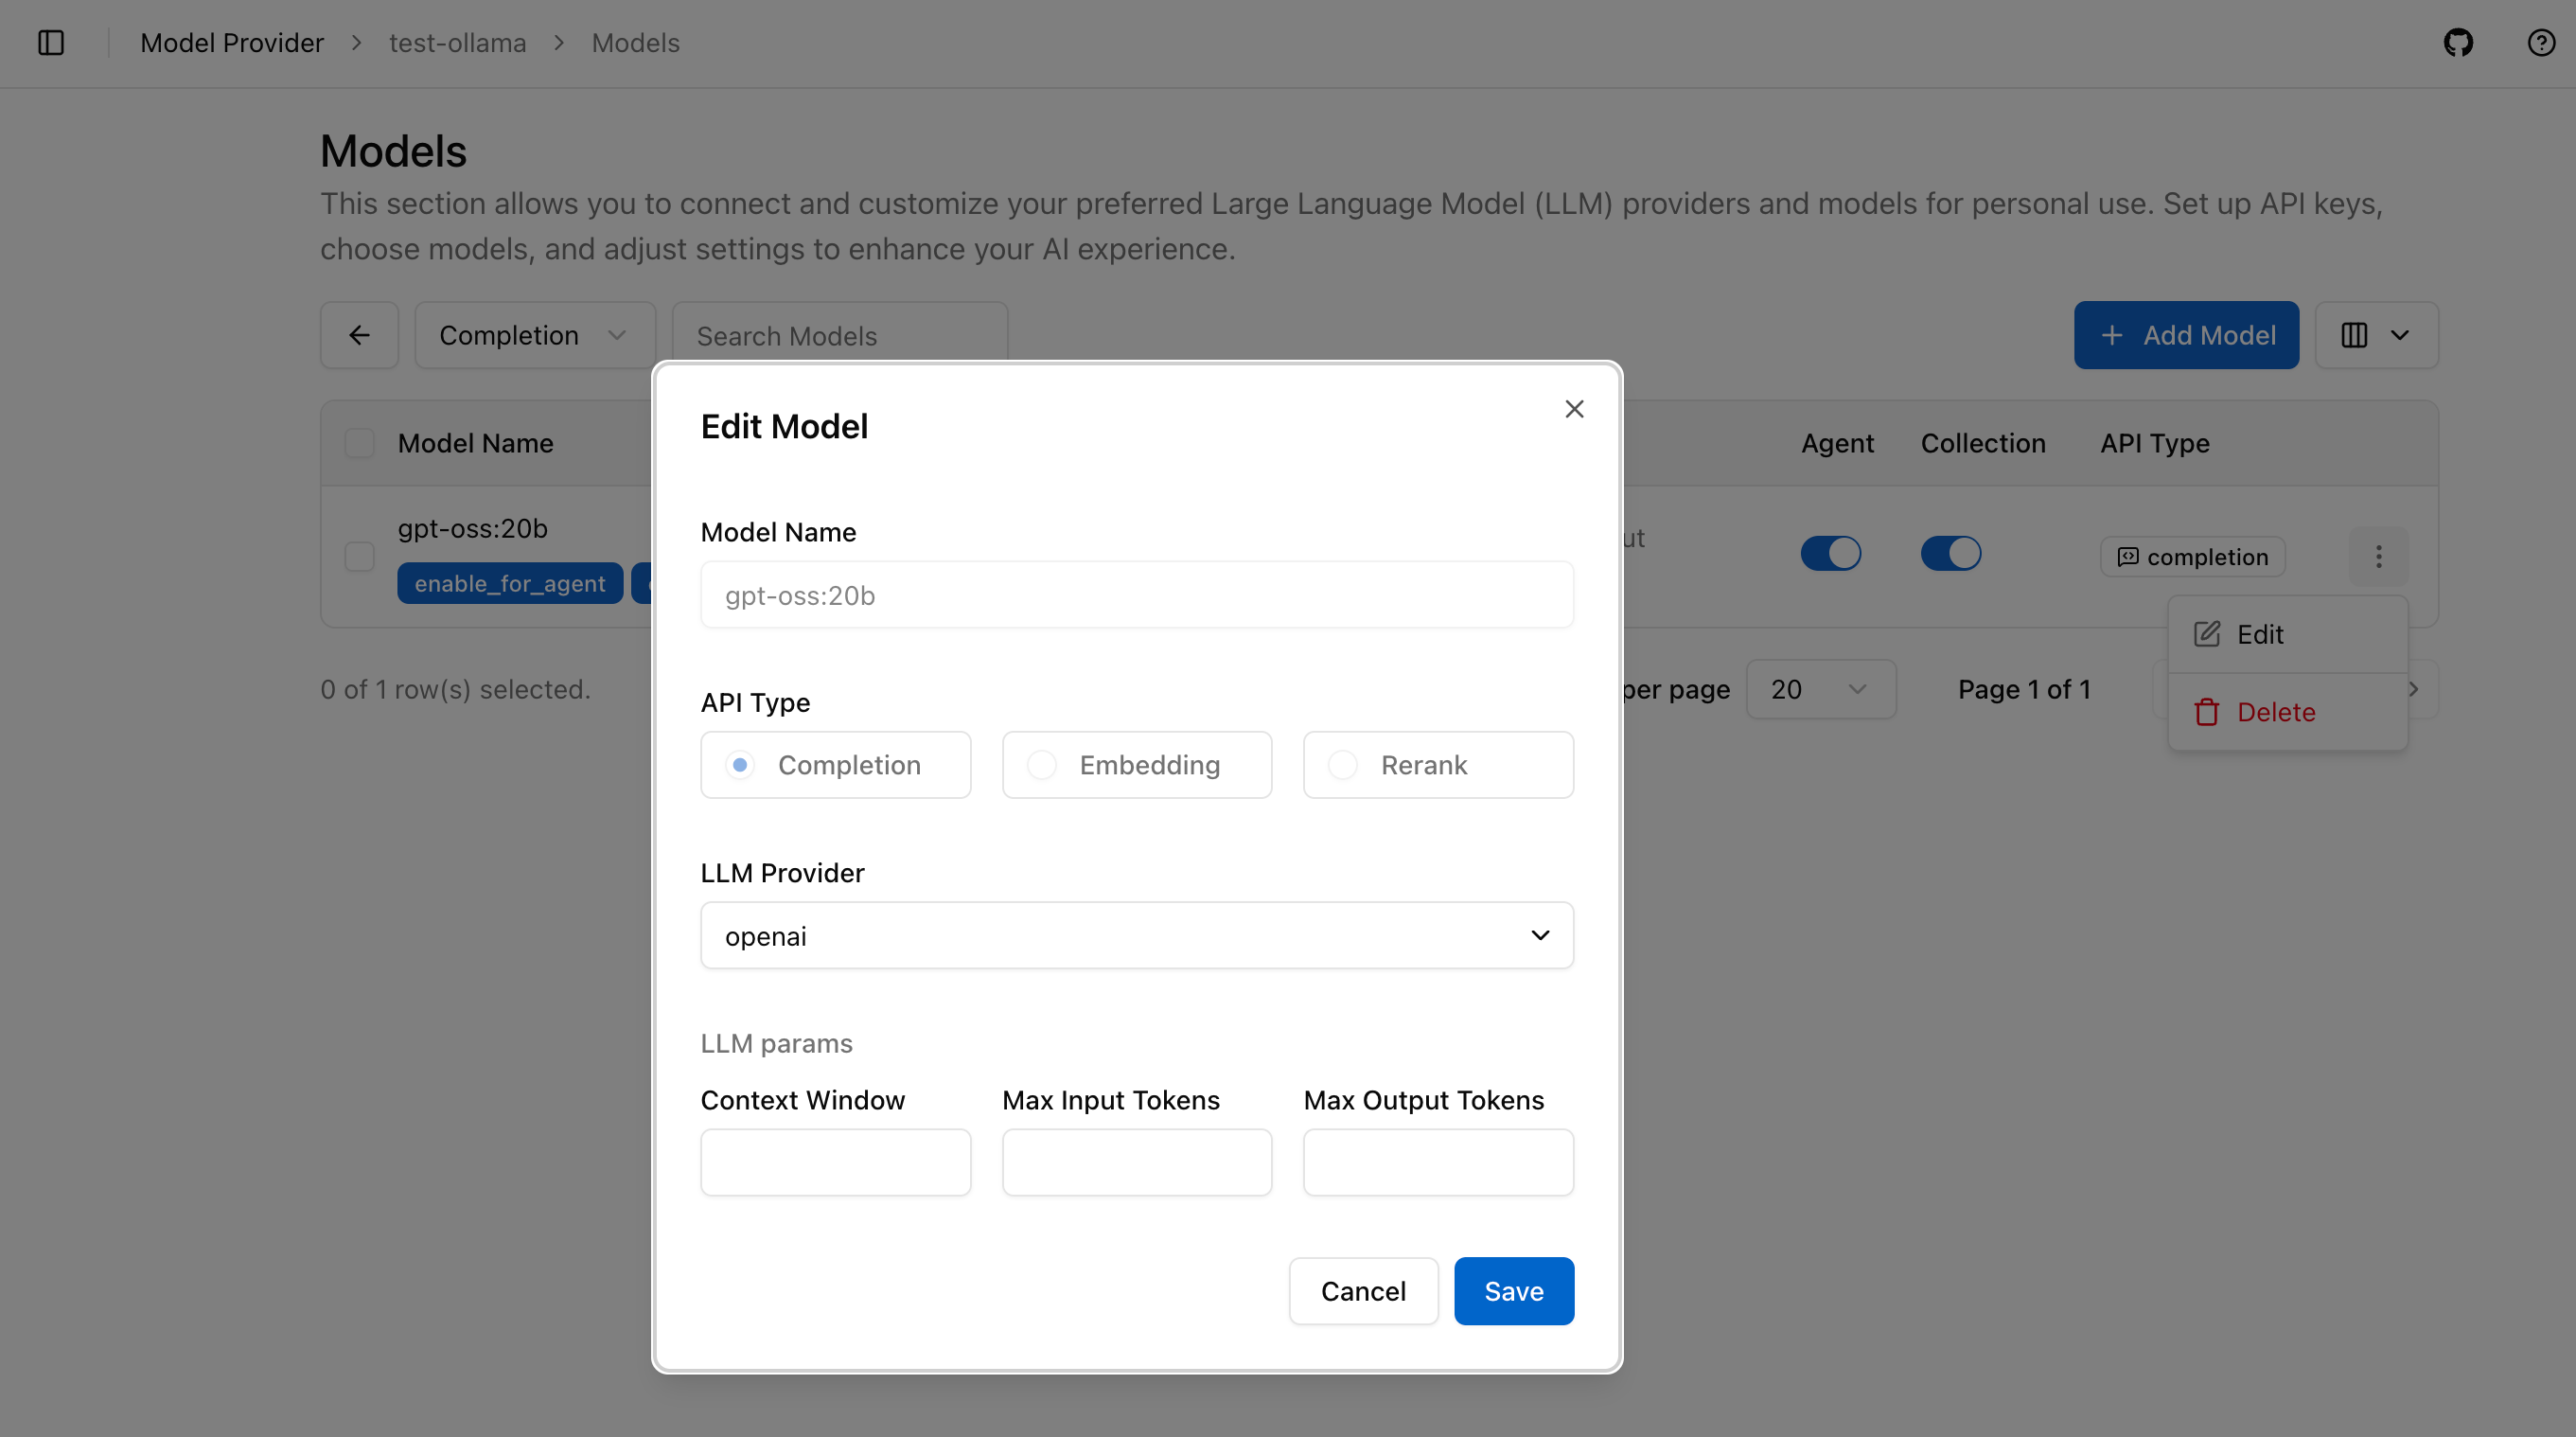 Model Provider > test-ollama > Models
Models
This section allows you to connect and customize your preferred Large Language Model (LLM) providers and models for personal use. Set up API keys,
choose models, and adjust settings to enhance your AI experience.
Completion
Search Models
+ Add Model
Model Name
Agent
Collection
API Type
gpt-oss:20b
enable_for_agent
ut
completion
Edit
Delete
0 of 1 row(s) selected.
per page
20
Page 1 of 1
Edit Model
Model Name
gpt-oss:20b
API Type
Completion
Embedding
Rerank
LLM Provider
openai
LLM params
Context Window
Max Input Tokens
Max Output Tokens
Cancel
Save